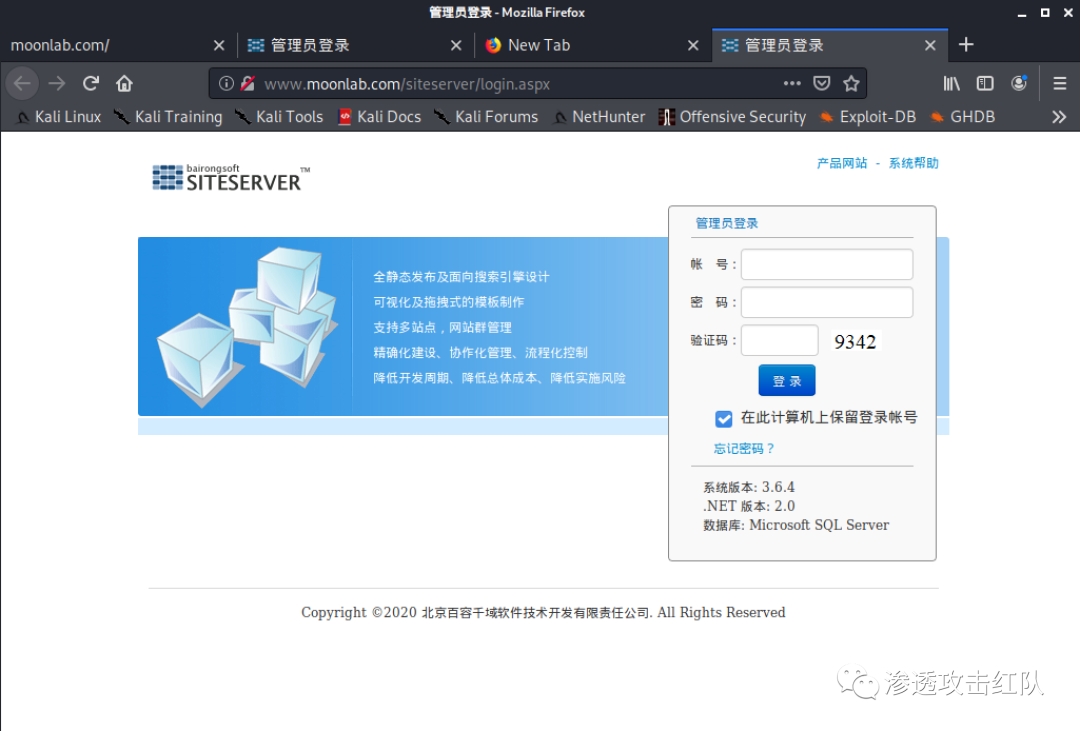 管理员登录 - Mozilla Firefox
moonlab.com/
管理员登录
New Tab
管理员登录
www.moonlab.com/siteserver/login.aspx
Kali Linux
Kali Training
Kali Tools
Kali Docs
Kali Forums
NetHunter
Offensive Security
Exploit-DB
GHDB
bairongsoft
SITESERVER™
产品网站 - 系统帮助
管理员登录
全静态发布及面向搜索引擎设计
可视化及拖拽式的模板制作
支持多站点，网站群管理
精确化建设、协作化管理、流程化控制
降低开发周期、降低总体成本、降低实施风险
帐 号：
密 码：
验证码： 9342
登 录
在此计算机上保留登录帐号
忘记密码？
系统版本: 3.6.4
.NET 版本: 2.0
数据库: Microsoft SQL Server
Copyright ©2020 北京百容千域软件技术开发有限责任公司. All Rights Reserved
渗透攻击红队